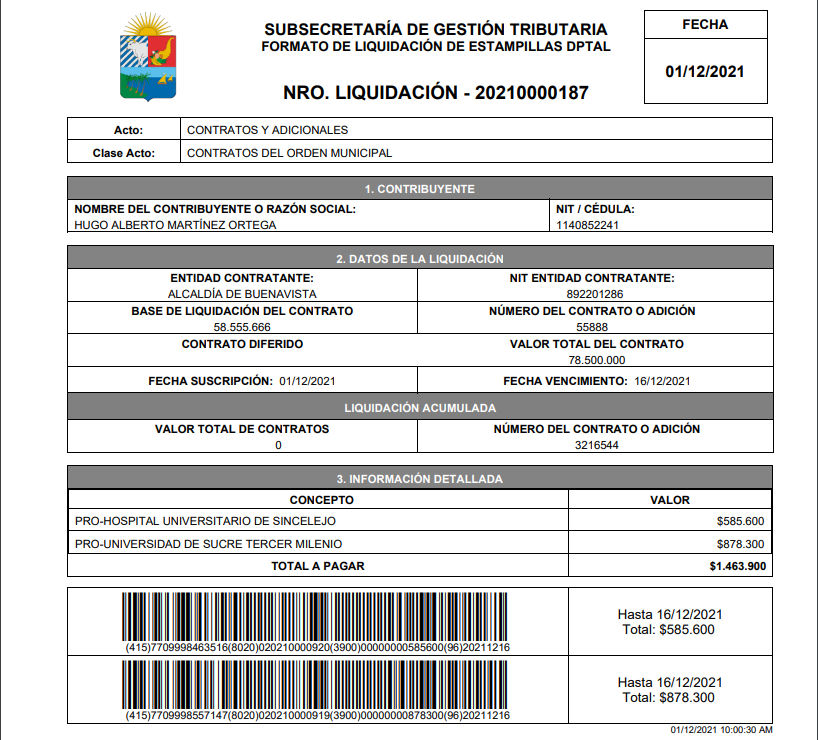 SUBSECRETARÍA DE GESTIÓN TRIBUTARIA
FORMATO DE LIQUIDACIÓN DE ESTAMPILLAS DPTAL
NRO. LIQUIDACIÓN - 20210000187
FECHA
01/12/2021
Acto: CONTRATOS Y ADICIONALES
Clase Acto: CONTRATOS DEL ORDEN MUNICIPAL
1. CONTRIBUYENTE
NOMBRE DEL CONTRIBUYENTE O RAZÓN SOCIAL: NIT / CÉDULA:
HUGO ALBERTO MARTÍNEZ ORTEGA 1140852241
2. DATOS DE LA LIQUIDACIÓN
ENTIDAD CONTRATANTE: NIT ENTIDAD CONTRATANTE:
ALCALDÍA DE BUENAVISTA 892201286
BASE DE LIQUIDACIÓN DEL CONTRATO NÚMERO DEL CONTRATO O ADICIÓN
58.555.666 55888
CONTRATO DIFERIDO VALOR TOTAL DEL CONTRATO
78.500.000
FECHA SUSCRIPCIÓN: 01/12/2021 FECHA VENCIMIENTO: 16/12/2021
LIQUIDACIÓN ACUMULADA
VALOR TOTAL DE CONTRATOS NÚMERO DEL CONTRATO O ADICIÓN
0 3216544
3. INFORMACIÓN DETALLADA
CONCEPTO VALOR
PRO-HOSPITAL UNIVERSITARIO DE SINCELEJO $585.600
PRO-UNIVERSIDAD DE SUCRE TERCER MILENIO $878.300
TOTAL A PAGAR $1.463.900
Hasta 16/12/2021
Total: $585.600
(415)7709998463516(8020)020210000920(3900)00000000585600(96)20211216
Hasta 16/12/2021
Total: $878.300
(415)7709998557147(8020)020210000919(3900)00000000878300(96)20211216
01/12/2021 10:00:30 AM